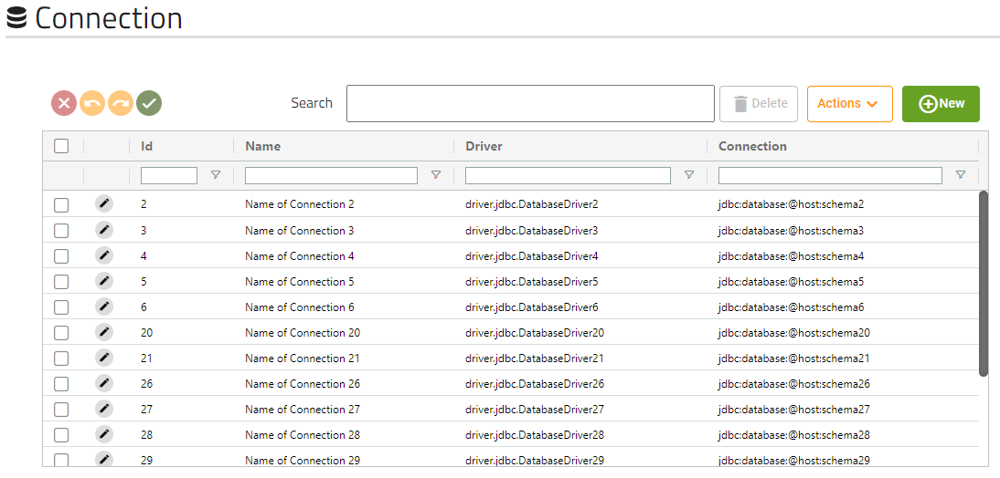 Connection
Search Delete Actions New
Id Name Driver Connection
2 Name of Connection 2 driver.jdbc.DatabaseDriver2 jdbc:database:@host:schema2
3 Name of Connection 3 driver.jdbc.DatabaseDriver3 jdbc:database:@host:schema3
4 Name of Connection 4 driver.jdbc.DatabaseDriver4 jdbc:database:@host:schema4
5 Name of Connection 5 driver.jdbc.DatabaseDriver5 jdbc:database:@host:schema5
6 Name of Connection 6 driver.jdbc.DatabaseDriver6 jdbc:database:@host:schema6
20 Name of Connection 20 driver.jdbc.DatabaseDriver20 jdbc:database:@host:schema20
21 Name of Connection 21 driver.jdbc.DatabaseDriver21 jdbc:database:@host:schema21
26 Name of Connection 26 driver.jdbc.DatabaseDriver26 jdbc:database:@host:schema26
27 Name of Connection 27 driver.jdbc.DatabaseDriver27 jdbc:database:@host:schema27
28 Name of Connection 28 driver.jdbc.DatabaseDriver28 jdbc:database:@host:schema28
29 Name of Connection 29 driver.jdbc.DatabaseDriver29 jdbc:database:@host:schema29